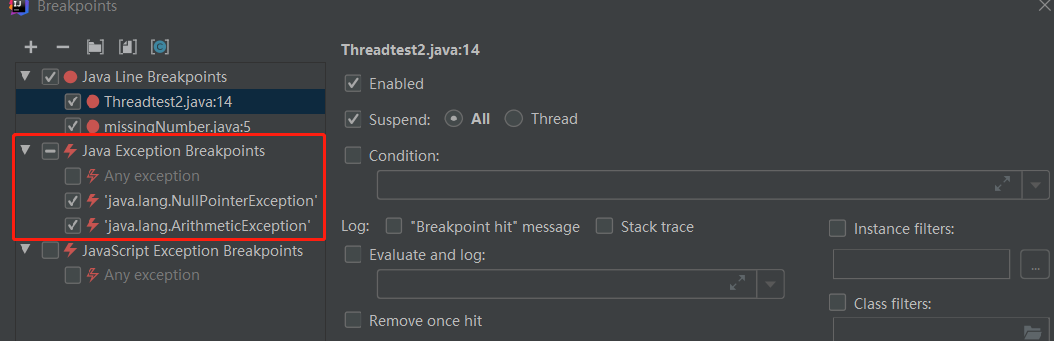 Breakpoints
Java Line Breakpoints
Threadtest2.java:14
missingNumber.java:5
Java Exception Breakpoints
Any exception
'java.lang.NullPointerException'
'java.lang.ArithmeticException'
JavaScript Exception Breakpoints
Any exception
Threadtest2.java:14
Enabled
Suspend: All Thread
Condition:
Log: "Breakpoint hit" message Stack trace
Evaluate and log:
Remove once hit
Instance filters:
...
Class filters: